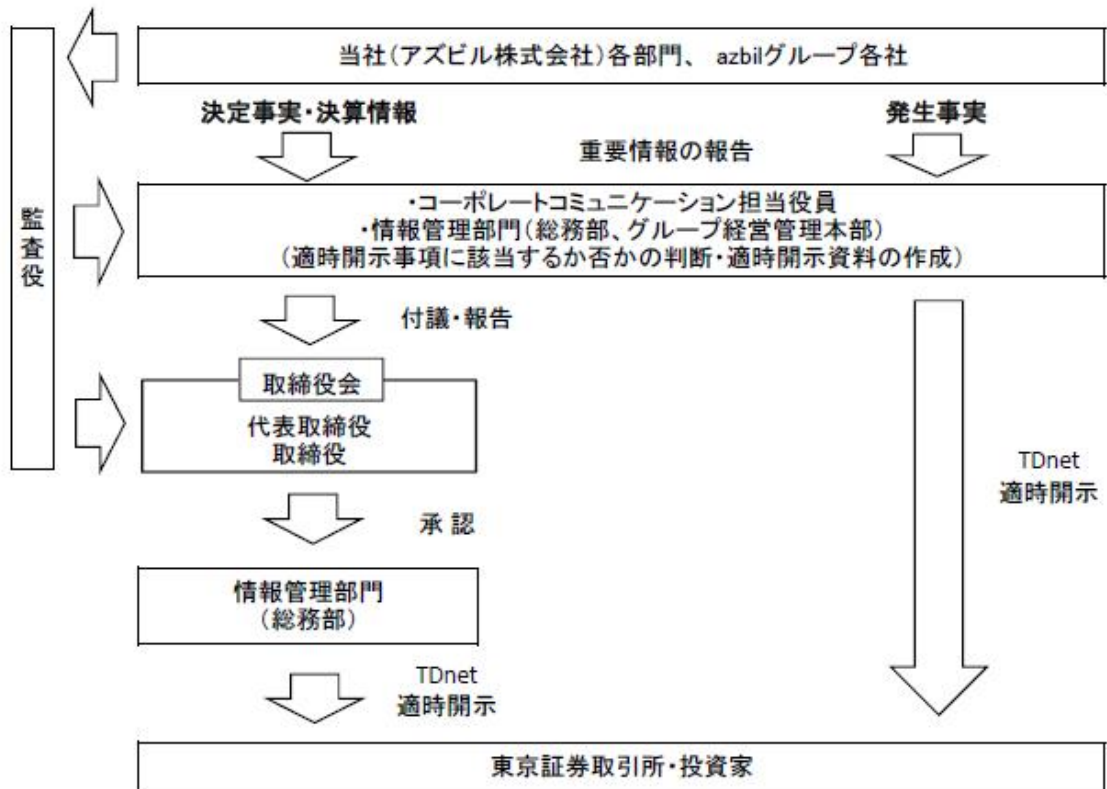 当社(アズビル株式会社)各部門、 azbilグループ各社
決定事実・決算情報
発生事実
重要情報の報告
監査役
・コーポレートコミュニケーション担当役員
・情報管理部門(総務部、グループ経営管理本部)
(適時開示事項に該当するか否かの判断・適時開示資料の作成)
付議・報告
取締役会
代表取締役
取締役
TDnet
適時開示
承 認
情報管理部門
(総務部)
TDnet
適時開示
東京証券取引所・投資家